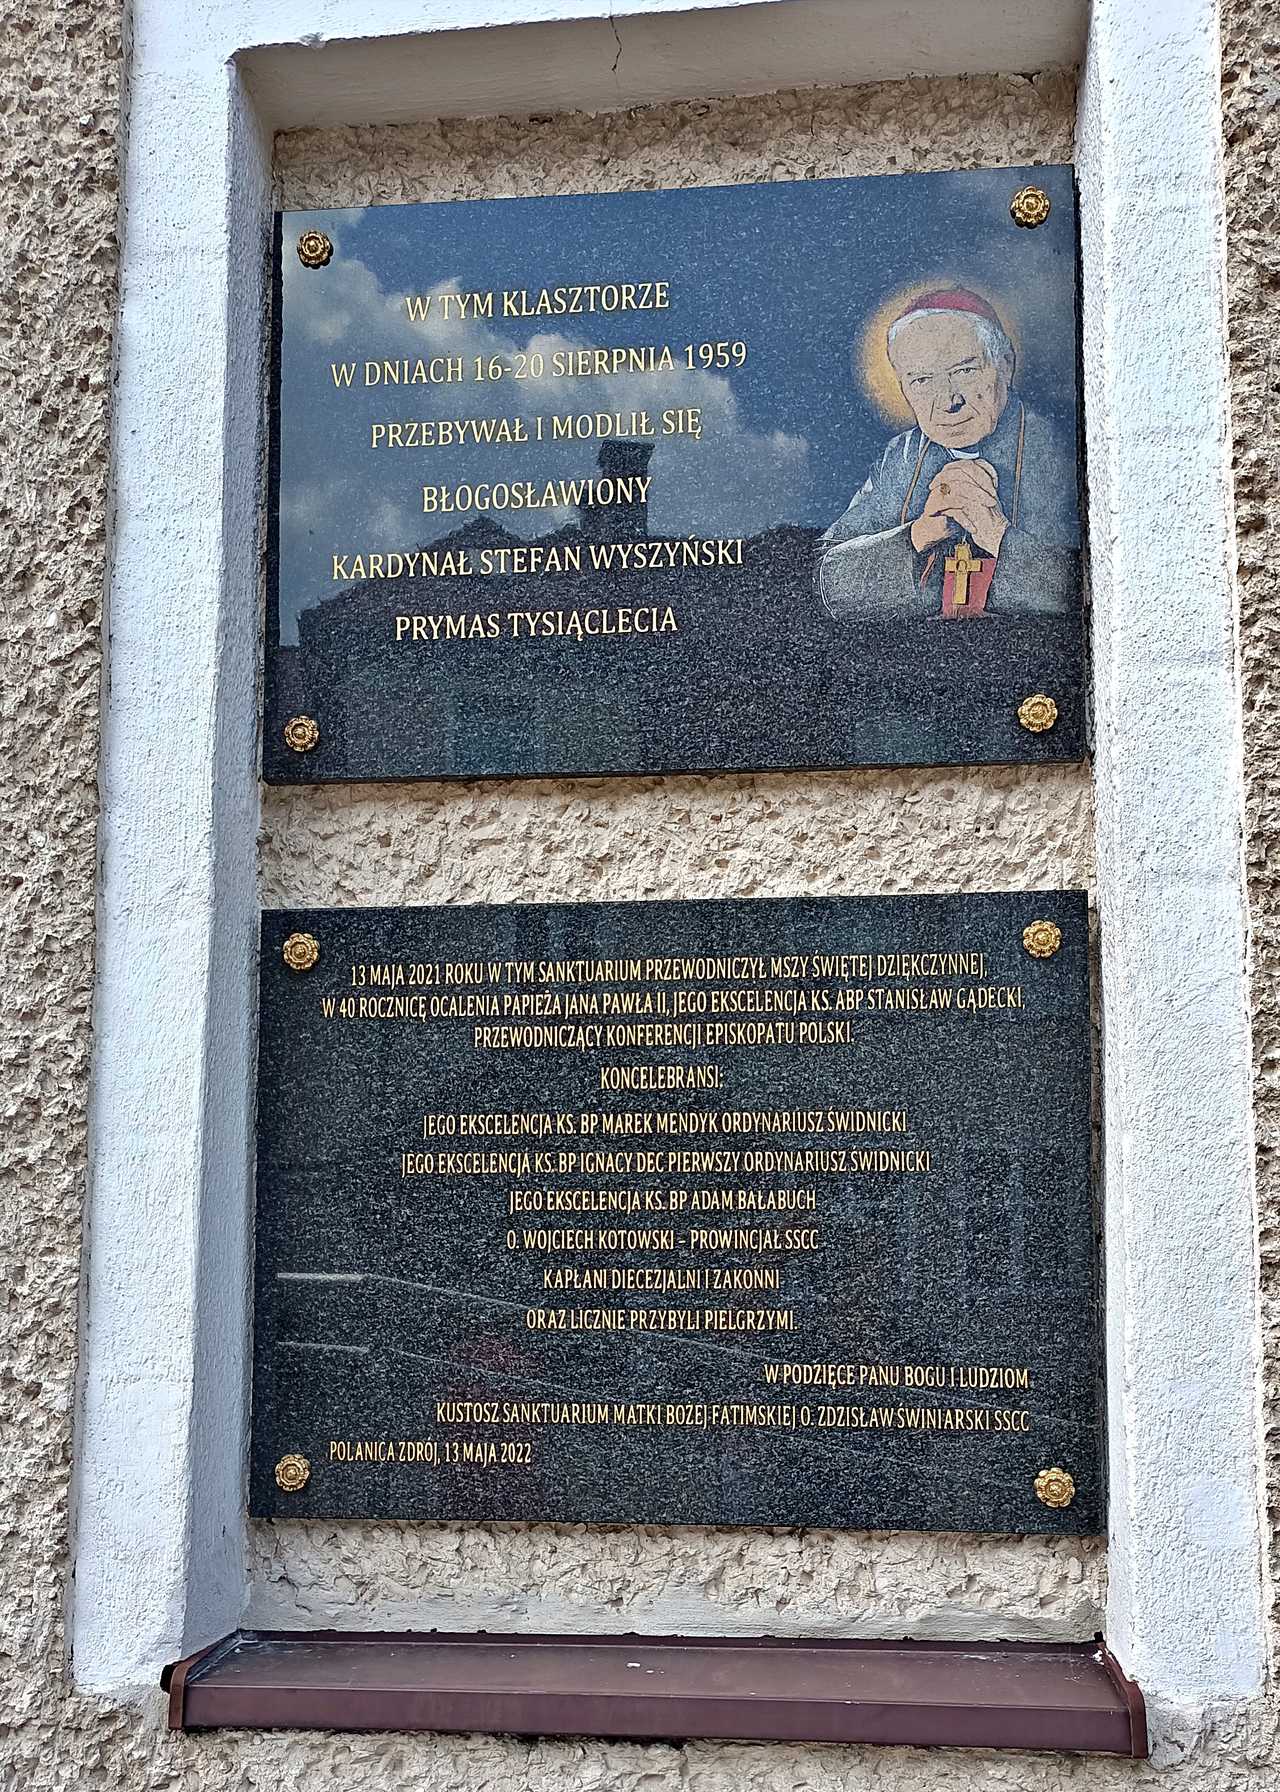 W TYM KLASZTORZE
W DNIACH 16-20 SIERPNIA 1959
PRZEBYWAŁ I MODLIŁ SIĘ
BŁOGOSŁAWIONY
KARDYNAŁ STEFAN WYSZYŃSKI
PRYMAS TYSIĄCLECIA
13 MAJA 2021 ROKU W TYM SANKTUARIUM PRZEWODNICZYŁ MSZY ŚWIĘTEJ DZIĘKCZYNNEJ,
W 40 ROCZNICĘ OCALENIA PAPIEŻA JANA PAWŁA II, JEGO EKSCELENCJA KS. ABP STANISŁAW GĄDECKI,
PRZEWODNICZĄCY KONFERENCJI EPISKOPATU POLSKI.
KONCELEBRANSI:
JEGO EKSCELENCJA KS. BP MAREK MENDYK ORDYNARIUSZ ŚWIDNICKI
JEGO EKSCELENCJA KS. BP IGNACY DEC PIERWSZY ORDYNARIUSZ ŚWIDNICKI
JEGO EKSCELENCJA KS. BP ADAM BAŁABUCH
O. WOJCIECH KOTOWSKI - PROWINCJAŁ SSCC
KAPŁANI DIECEZJALNI I ZAKONNI
ORAZ LICZNIE PRZYBYLI PIELGRZYMI.
W PODZIĘCE PANU BOGU I LUDZIOM
KUSTOSZ SANKTUARIUM MATKI BOŻEJ FATIMSKIEJ O. ZDZISŁAW ŚWINIARSKI SSCC
POLANICA ZDRÓJ, 13 MAJA 2022